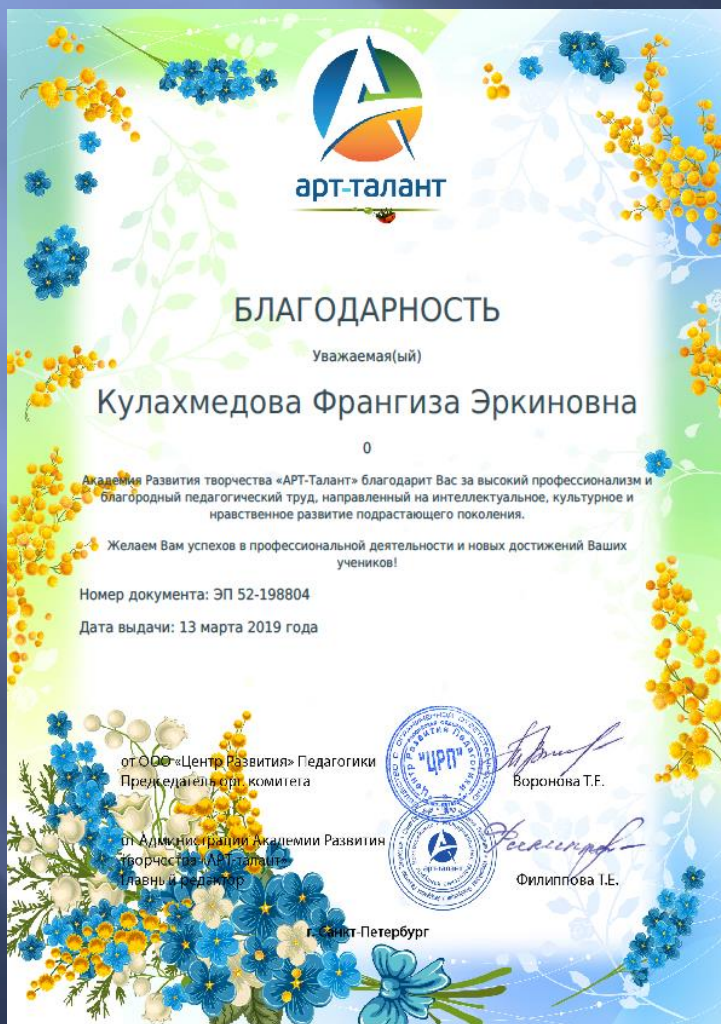 арт-талант
БЛАГОДАРНОСТЬ
Уважаемая(ый)
Кулахмедова Франгиза Эркиновна
0
Академия Развития творчества «АРТ-Талант» благодарит Вас за высокий профессионализм и
благородный педагогический труд, направленный на интеллектуальное, культурное и
нравственное развитие подрастающего поколения.
Желаем Вам успехов в профессиональной деятельности и новых достижений Ваших
учеников!
Номер документа: ЭП 52-198804
Дата выдачи: 13 марта 2019 года
от ООО «Центр Развития» Педагогики
Председатель орг. комитета
"ЦРП"
Воронова Т.Е.
от Администрации Академии Развития
творчества «АРТ-талант»
Главный редактор
арт-талант
Филиппова Т.Е.
г. Санкт-Петербург